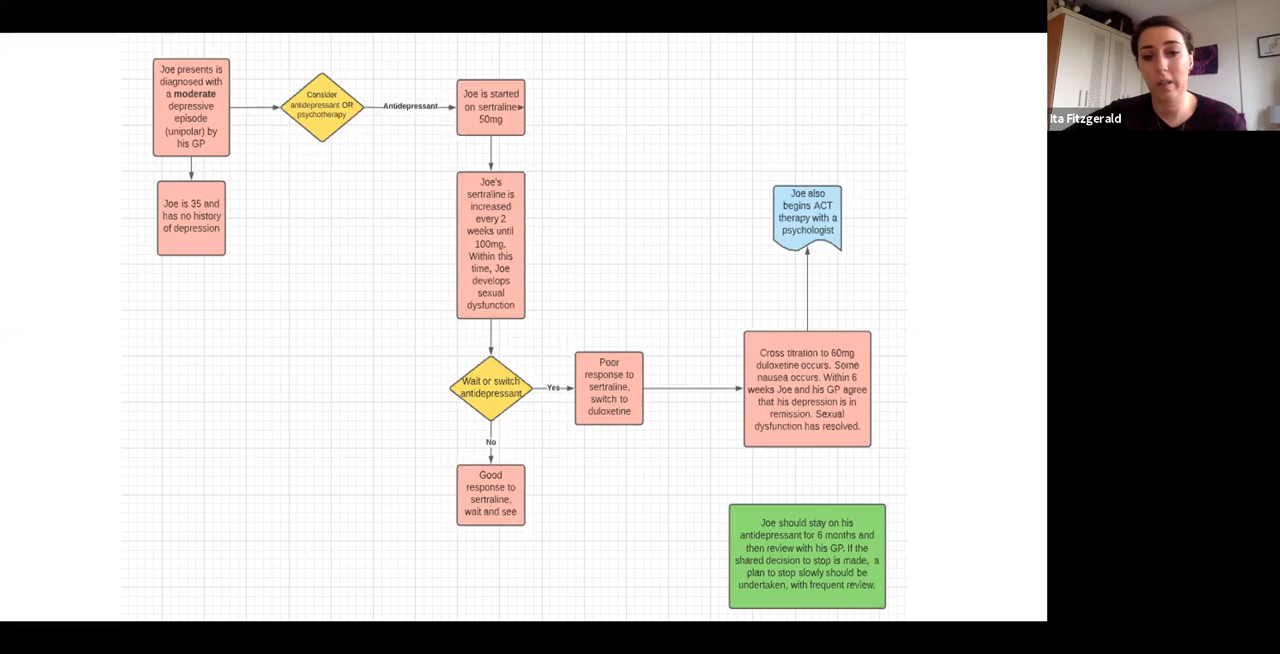 Joe presents is
diagnosed with
a moderate
depressive
episode
(unipolar) by
his GP
Joe is 35 and
has no history
of depression
Consider
antidepressant OR
psychotherapy
Antidepressant
Joe is started
on sertraline
50mg
Joe's
sertraline is
increased
every 2
weeks until
100mg.
Within this
time, Joe
develops
sexual
dysfunction
Wait or switch
antidepressant
Yes
No
Good
response to
sertraline,
wait and see
Poor
response to
sertraline,
switch to
duloxetine
Cross titration to 60mg
duloxetine occurs. Some
nausea occurs. Within 6
weeks Joe and his GP agree
that his depression is in
remission. Sexual
dysfunction has resolved.
Joe also
begins ACT
therapy with a
psychologist
Joe should stay on his
antidepressant for 6 months and
then review with his GP. If the
shared decision to stop is made, a
plan to stop slowly should be
undertaken, with frequent review.
Ita Fitzgerald